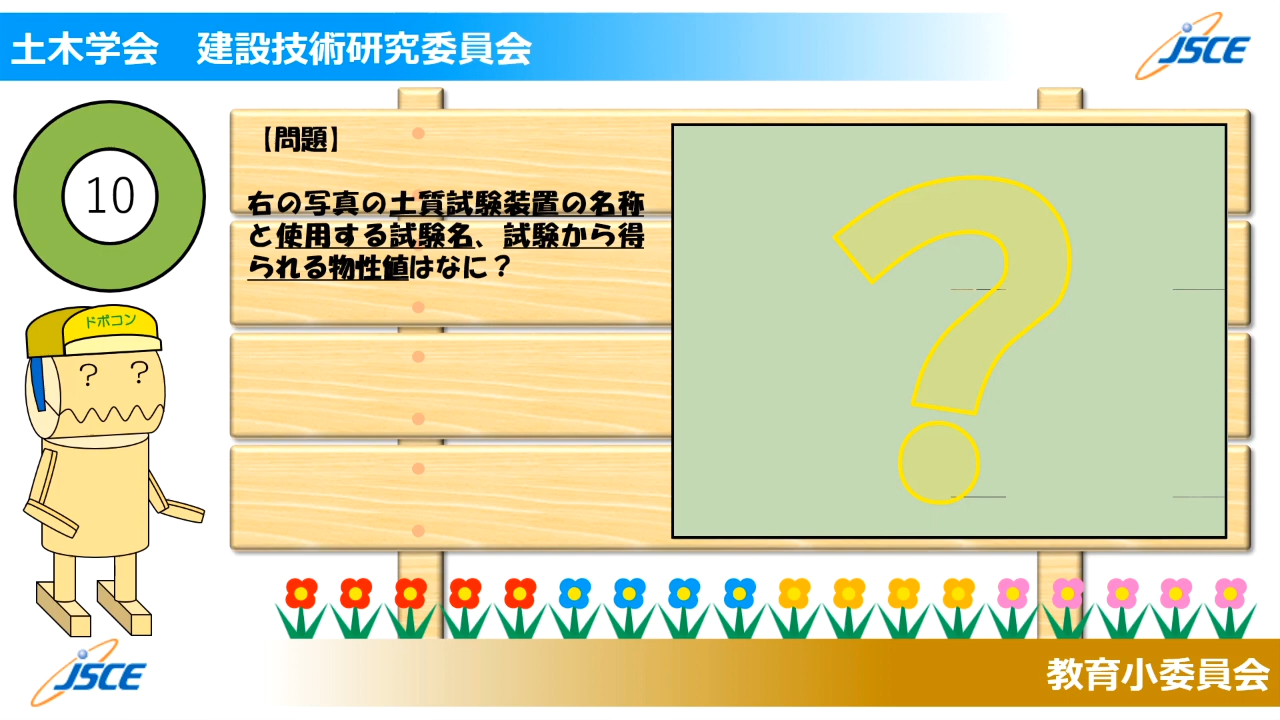 土木学会　建設技術研究委員会
JSCE
10
【問題】
右の写真の土質試験装置の名称
と使用する試験名、試験から得
られる物性値はなに？
?
ドボコン
? ?
JSCE
教育小委員会